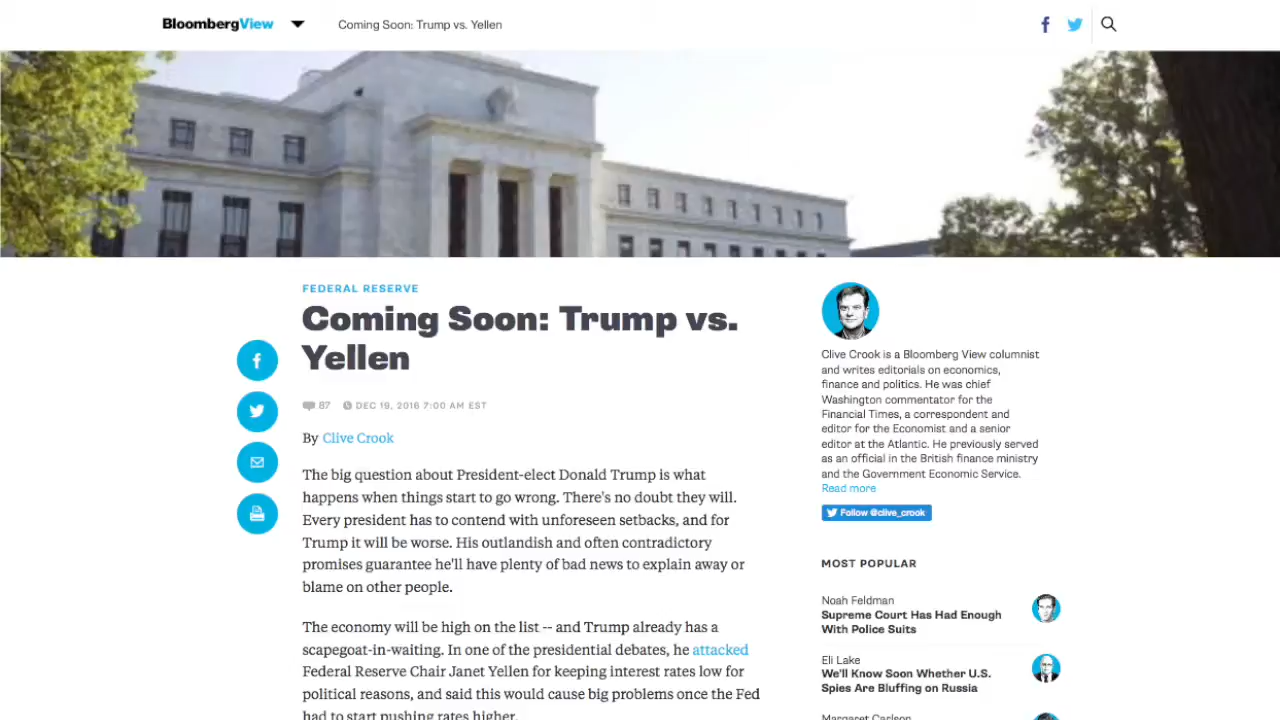 BloombergView
Coming Soon: Trump vs. Yellen
FEDERAL RESERVE
Coming Soon: Trump vs.
Yellen
87
DEC 19, 2016 7:00 AM EST
By Clive Crook
The big question about President-elect Donald Trump is what
happens when things start to go wrong. There's no doubt they will.
Every president has to contend with unforeseen setbacks, and for
Trump it will be worse. His outlandish and often contradictory
promises guarantee he'll have plenty of bad news to explain away or
blame on other people.
The economy will be high on the list -- and Trump already has a
scapegoat-in-waiting. In one of the presidential debates, he attacked
Federal Reserve Chair Janet Yellen for keeping interest rates low for
political reasons, and said this would cause big problems once the Fed
had to start pushing rates higher.
Clive Crook is a Bloomberg View columnist
and writes editorials on economics,
finance and politics. He was chief
Washington commentator for the
Financial Times, a correspondent and
editor for the Economist and a senior
editor at the Atlantic. He previously served
as an official in the British finance ministry
and the Government Economic Service.
Read more
Follow @clive_crook
MOST POPULAR
Noah Feldman
Supreme Court Has Had Enough
With Police Suits
Eli Lake
We'll Know Soon Whether U.S.
Spies Are Bluffing on Russia
Margaret Carlson